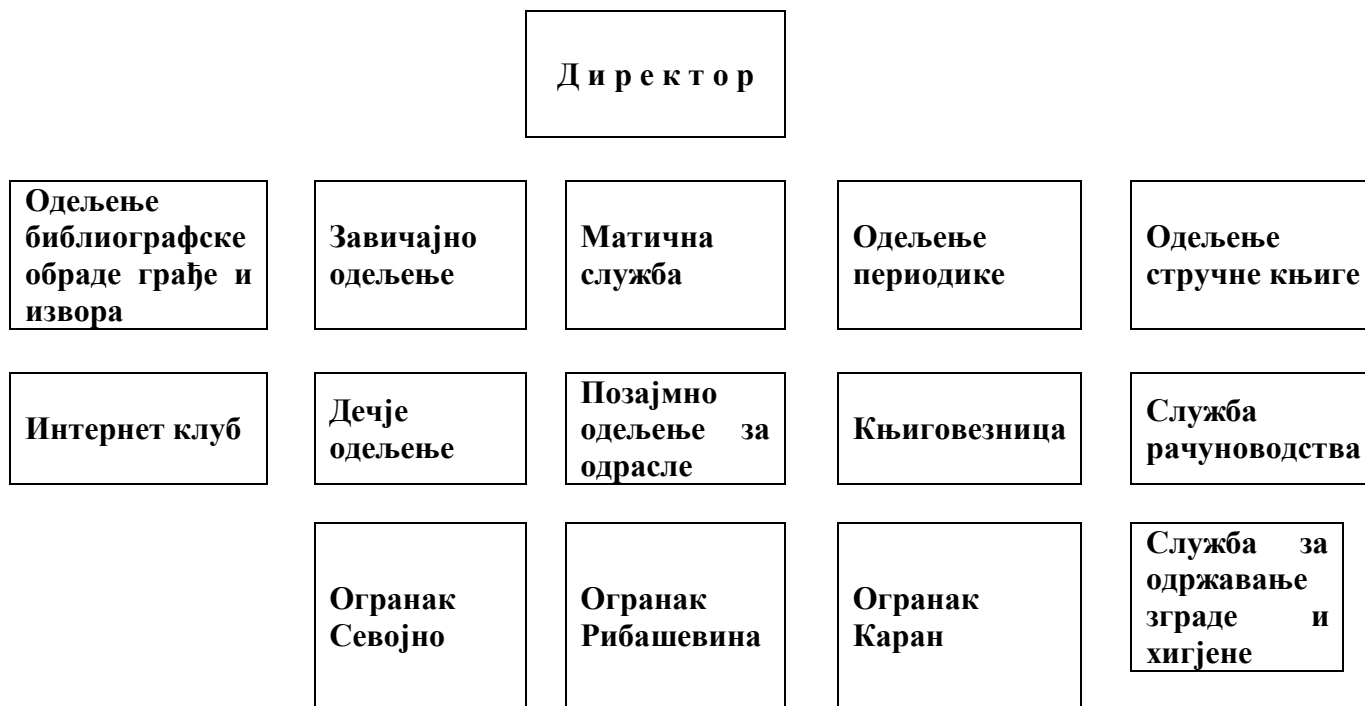 Д и р е к т о р
Одељење
библиографске
обраде грађе и
извора
Завичајно
одељење
Матична
служба
Одељење
периодике
Одељење
стручне књиге
Интернет клуб
Дечје
одељење
Позајмно
одељење за
одрасле
Књиговезница
Служба
рачуноводства
Огранак
Севојно
Огранак
Рибашевина
Огранак
Каран
Служба за
одржавање
зграде и
хигјене